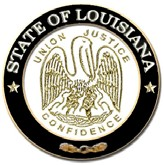 STATE OF LOUISIANA
UNION JUSTICE
CONFIDENCE